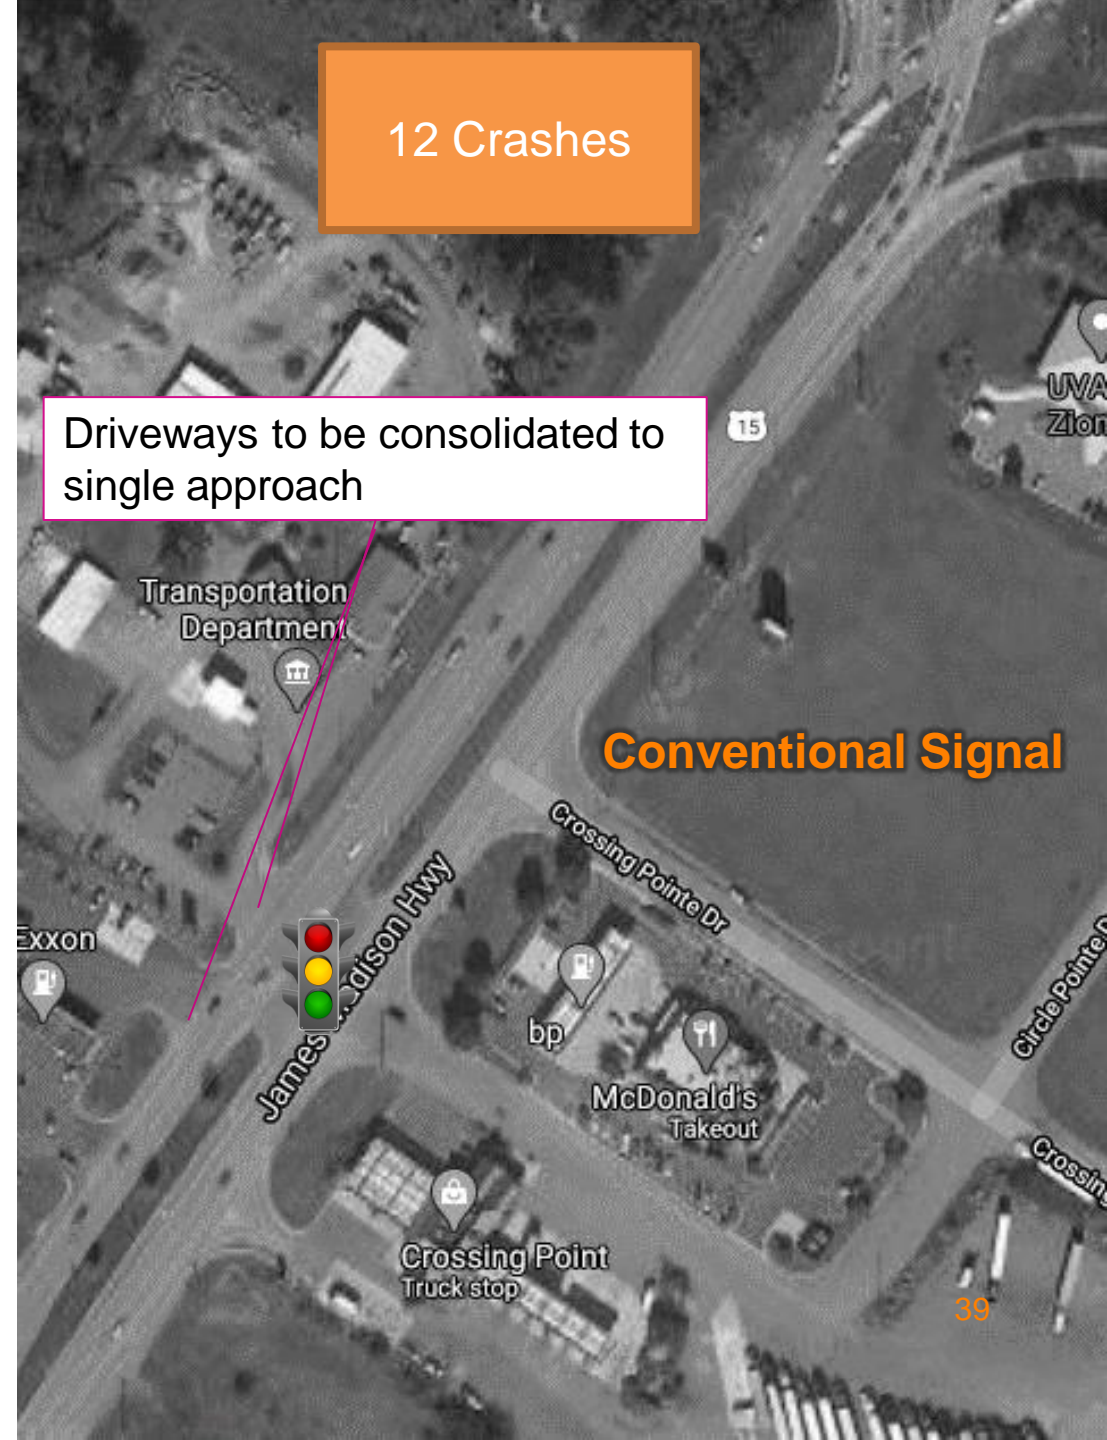 12 Crashes
Driveways to be consolidated to
single approach
15
UVA
Zion
Transportation
Department
Conventional Signal
Crossing Pointe Dr
James Madison Hwy
Exxon
bp
McDonald's
Takeout
Circle Pointe D
Crossing
Crossing Point
Truck stop
39